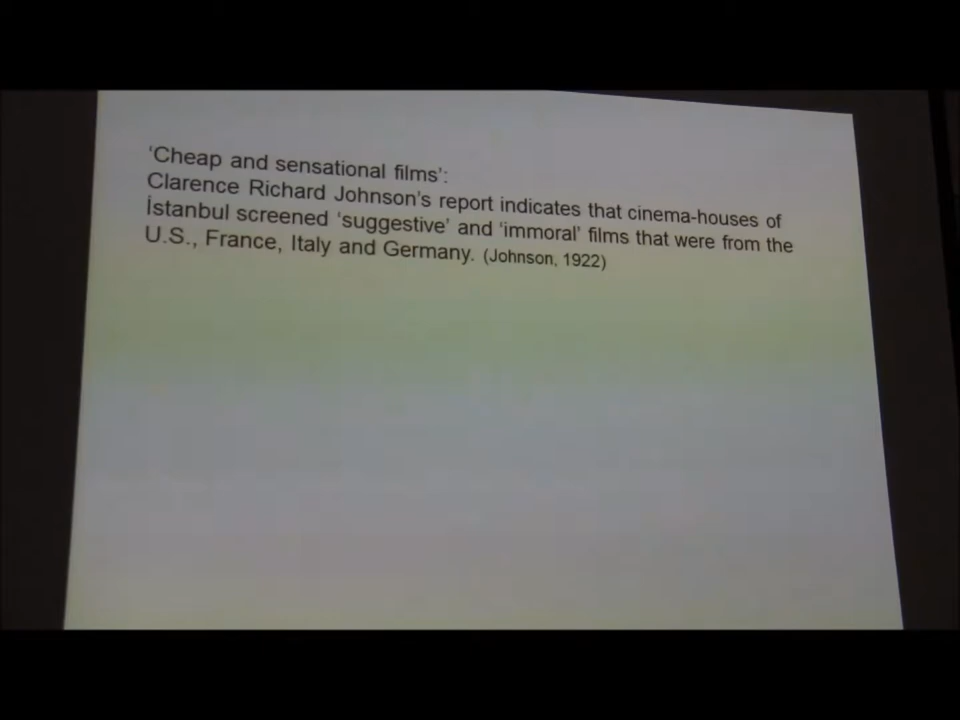 ‘Cheap and sensational films’:
Clarence Richard Johnson’s report indicates that cinema-houses of
İstanbul screened ‘suggestive’ and ‘immoral’ films that were from the
U.S., France, Italy and Germany. (Johnson, 1922)